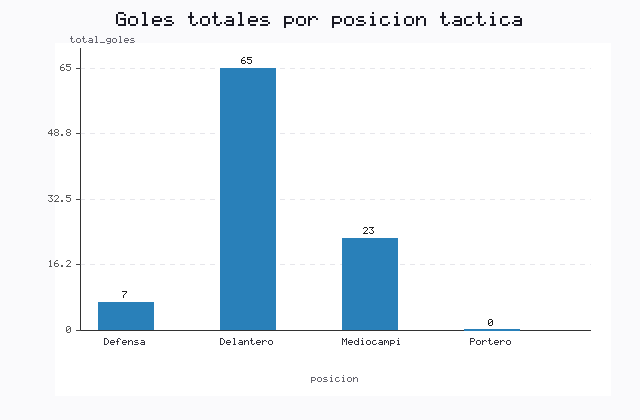 Goles totales por posicion tactica
total_goles
65
65
48.8
32.5
23
16.2
7
0
0
Defensa Delantero Mediocampi Portero
posicion